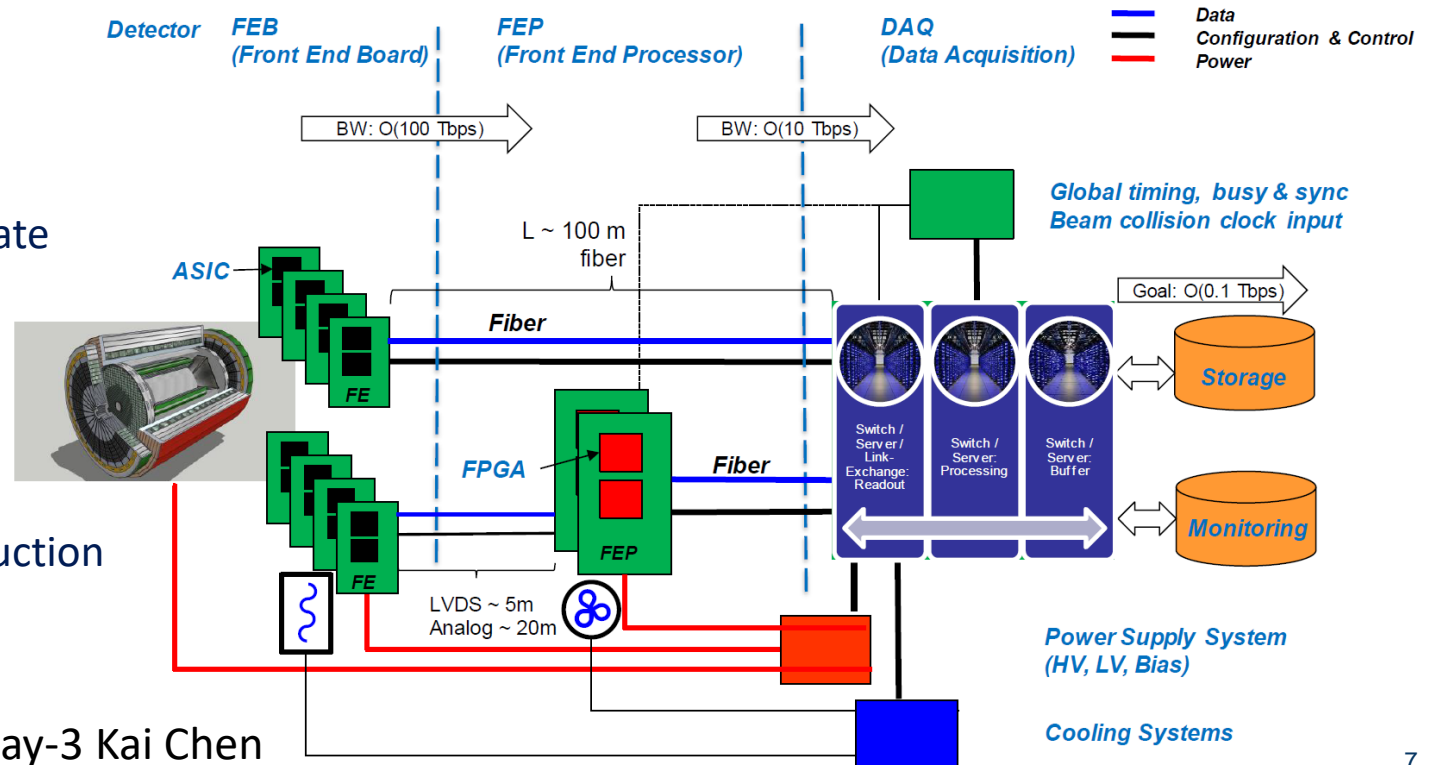 Detector
FEB
(Front End Board)
FEP
(Front End Processor)
DAQ
(Data Acquisition)
Data
Configuration & Control
Power
BW: O(100 Tbps)
BW: O(10 Tbps)
Global timing, busy & sync
Beam collision clock input
ate
L ~ 100 m
fiber
ASIC
Goal: O(0.1 Tbps)
Fiber
FE
Storage
Switch /
Server /
Link-
Exchange:
Readout
Switch /
Server:
Processing
Switch /
Server:
Buffer
FPGA
Fiber
Monitoring
uction
FEP
FE
LVDS ~ 5m
Analog ~ 20m
Power Supply System
(HV, LV, Bias)
Cooling Systems
ay-3 Kai Chen
7